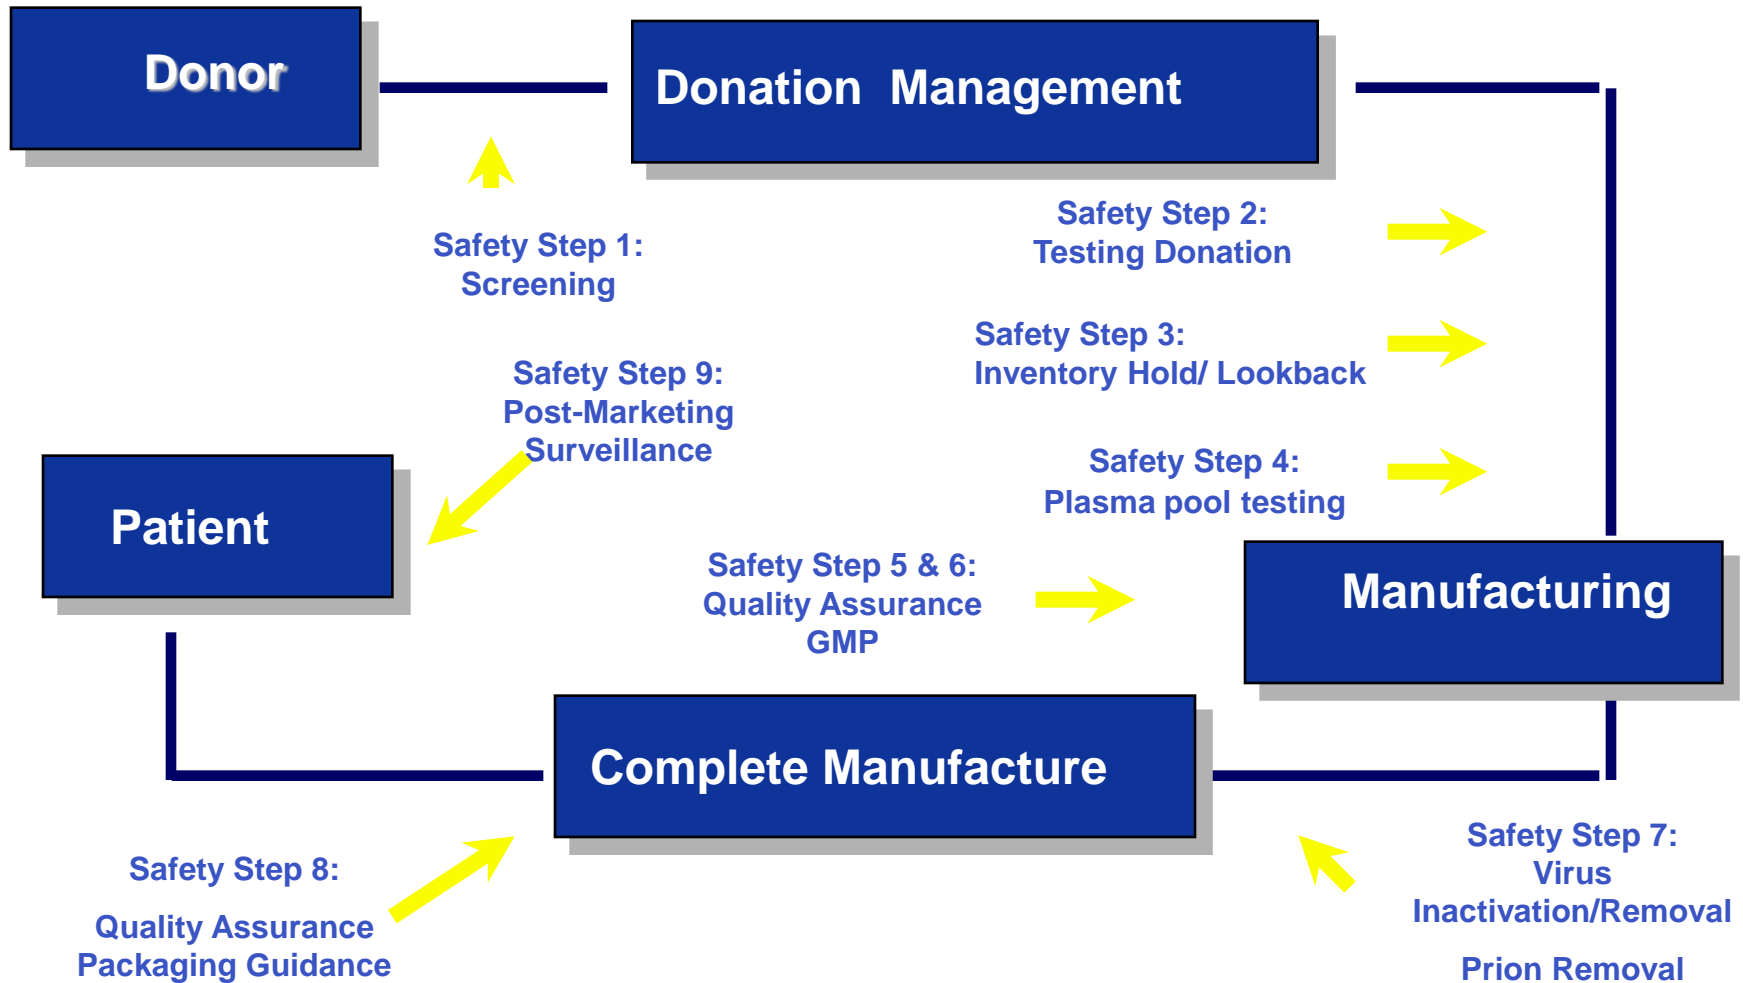 Donor
Donation Management
Safety Step 1:
Screening
Safety Step 2:
Testing Donation
Safety Step 3:
Inventory Hold/ Lookback
Safety Step 4:
Plasma pool testing
Safety Step 5 & 6:
Quality Assurance
GMP
Manufacturing
Safety Step 7:
Virus
Inactivation/Removal
Prion Removal
Complete Manufacture
Safety Step 8:
Quality Assurance
Packaging Guidance
Safety Step 9:
Post-Marketing
Surveillance
Patient